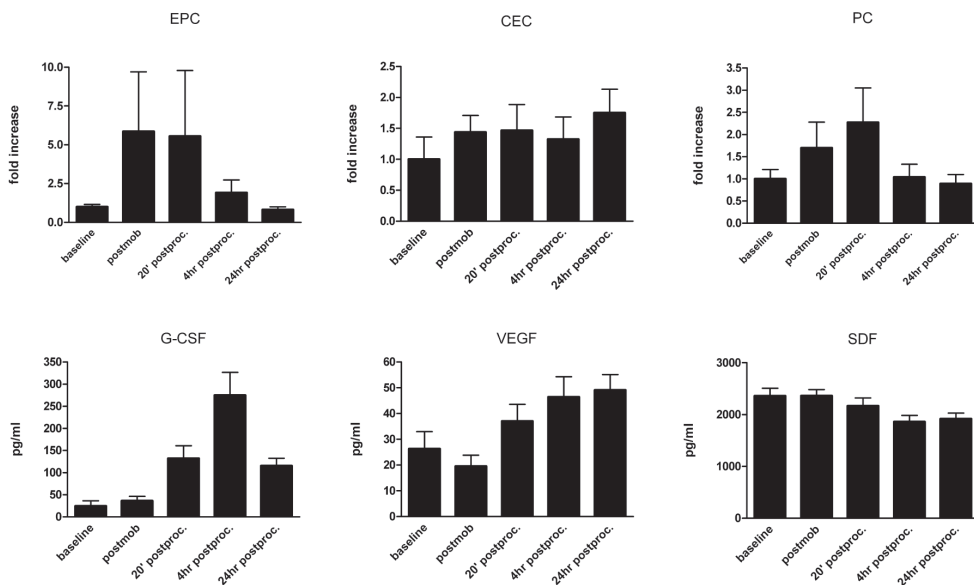 EPC
fold increase
10.0
7.5
5.0
2.5
0.0
baseline
postmob
20' postproc.
4hr postproc.
24hr postproc.
CEC
fold increase
2.5
2.0
1.5
1.0
0.5
0.0
baseline
postmob
20' postproc.
4hr postproc.
24hr postproc.
PC
fold increase
3.5
3.0
2.5
2.0
1.5
1.0
0.5
0.0
baseline
postmob
20' postproc.
4hr postproc.
24hr postproc.
G-CSF
pg/ml
350
300
250
200
150
100
50
0
baseline
postmob
20' postproc.
4hr postproc.
24hr postproc.
VEGF
pg/ml
60
50
40
30
20
10
0
baseline
postmob
20' postproc.
4hr postproc.
24hr postproc.
SDF
pg/ml
3000
2000
1000
0
baseline
postmob
20' postproc.
4hr postproc.
24hr postproc.